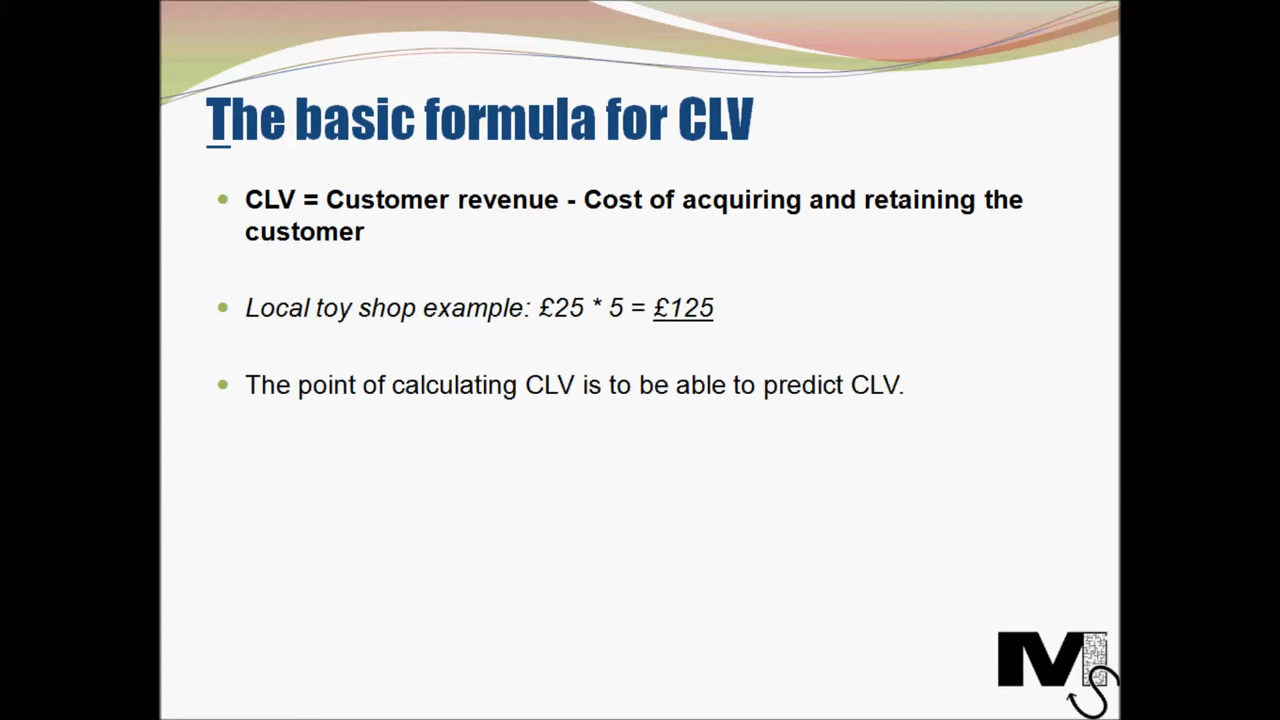 The basic formula for CLV
• CLV = Customer revenue - Cost of acquiring and retaining the
customer
• Local toy shop example: £25 * 5 = £125
• The point of calculating CLV is to be able to predict CLV.
MS